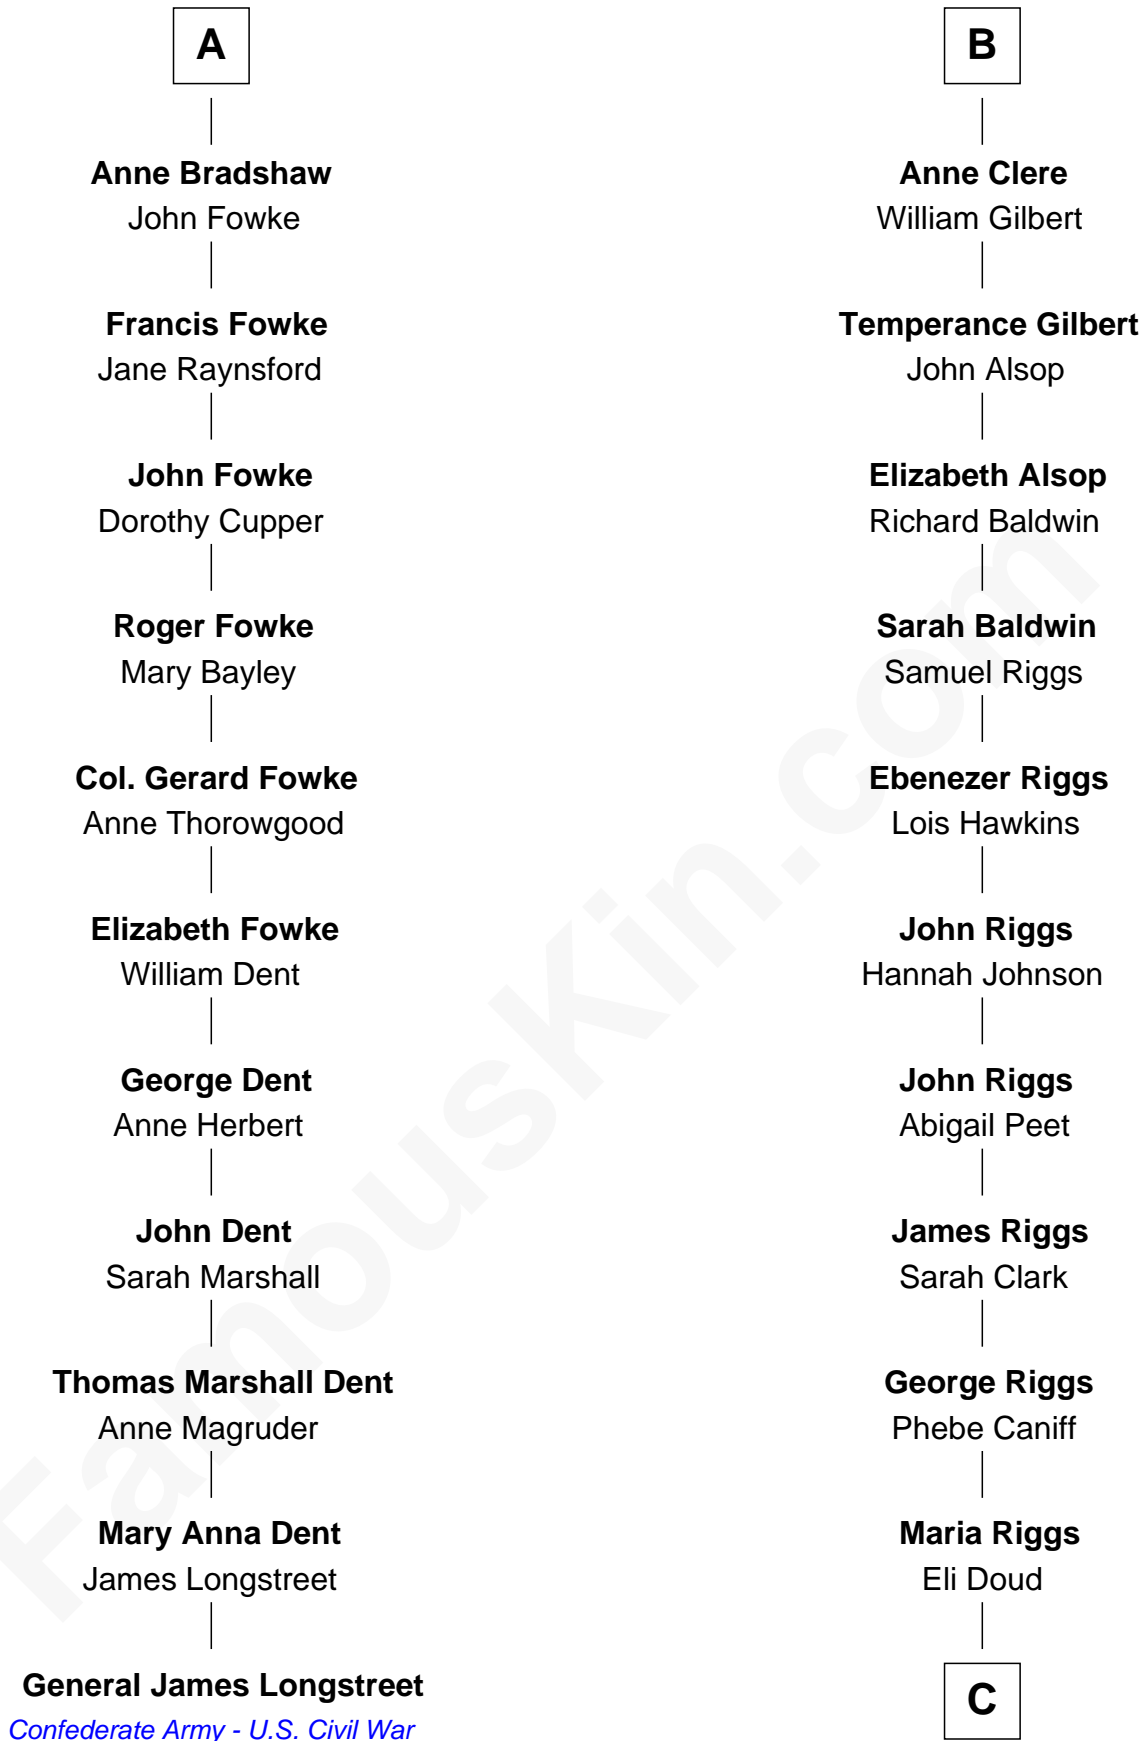 A
Anne Bradshaw
John Fowke
Francis Fowke
Jane Raynsford
John Fowke
Dorothy Cupper
Roger Fowke
Mary Bayley
Col. Gerard Fowke
Anne Thorowgood
Elizabeth Fowke
William Dent
George Dent
Anne Herbert
John Dent
Sarah Marshall
Thomas Marshall Dent
Anne Magruder
Mary Anna Dent
James Longstreet
General James Longstreet
Confederate Army - U.S. Civil War
B
Anne Clere
William Gilbert
Temperance Gilbert
John Alsop
Elizabeth Alsop
Richard Baldwin
Sarah Baldwin
Samuel Riggs
Ebenezer Riggs
Lois Hawkins
John Riggs
Hannah Johnson
John Riggs
Abigail Peet
James Riggs
Sarah Clark
George Riggs
Phebe Caniff
Maria Riggs
Eli Doud
C
FamousKin.com